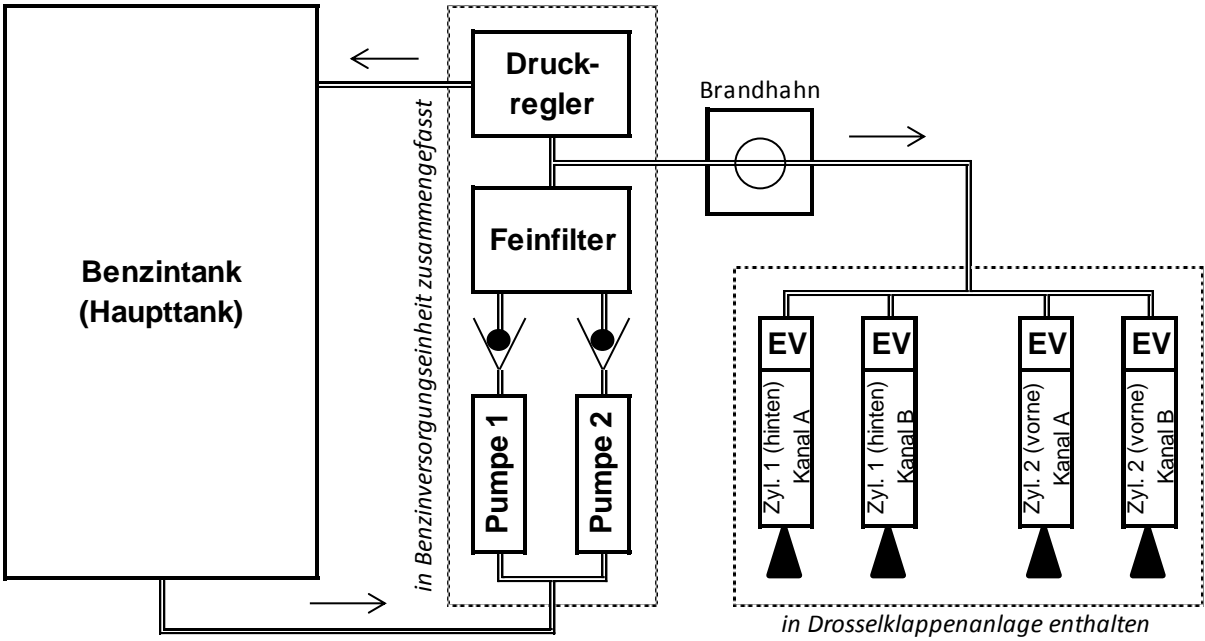 Benzintank
(Haupttank)
in Benzinversorgungseinheit zusammengefasst
Druck-
regler
Feinfilter
Pumpe 1
Pumpe 2
Brandhahn
EV
EV
EV
EV
Zyl. 1 (hinten)
Kanal A
Zyl. 1 (hinten)
Kanal B
Zyl. 2 (vorne)
Kanal A
Zyl. 2 (vorne)
Kanal B
in Drosselklappenanlage enthalten